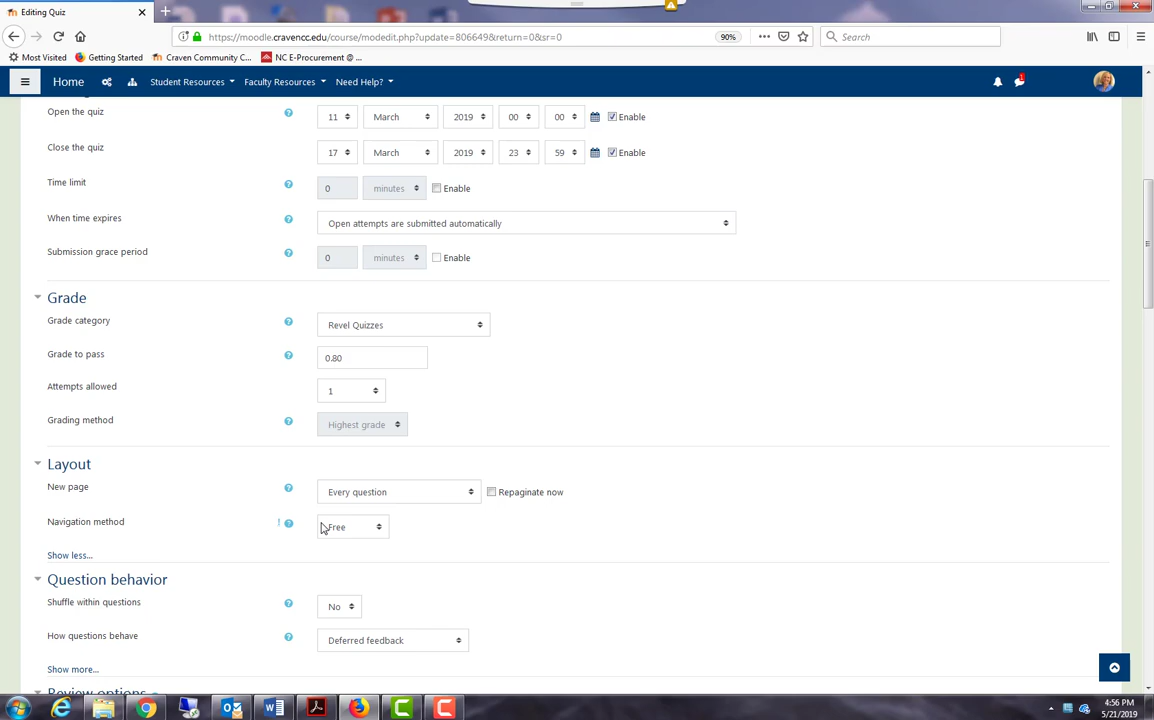 Editing Quiz
https://moodle.cravencc.edu/course/modedit.php?update=806649&return=0&sr=0
90%
Search
Most Visited
Getting Started
Craven Community C...
NC E-Procurement @ ...
Home
Student Resources
Faculty Resources
Need Help?
1
Open the quiz
11 March 2019 00 00 Enable
Close the quiz
17 March 2019 23 59 Enable
Time limit
0 minutes Enable
When time expires
Open attempts are submitted automatically
Submission grace period
0 minutes Enable
Grade
Grade category
Revel Quizzes
Grade to pass
0.80
Attempts allowed
1
Grading method
Highest grade
Layout
New page
Every question Repaginate now
Navigation method
! Free
Show less...
Question behavior
Shuffle within questions
No
How questions behave
Deferred feedback
Show more...
Review options
4:56 PM
5/21/2019